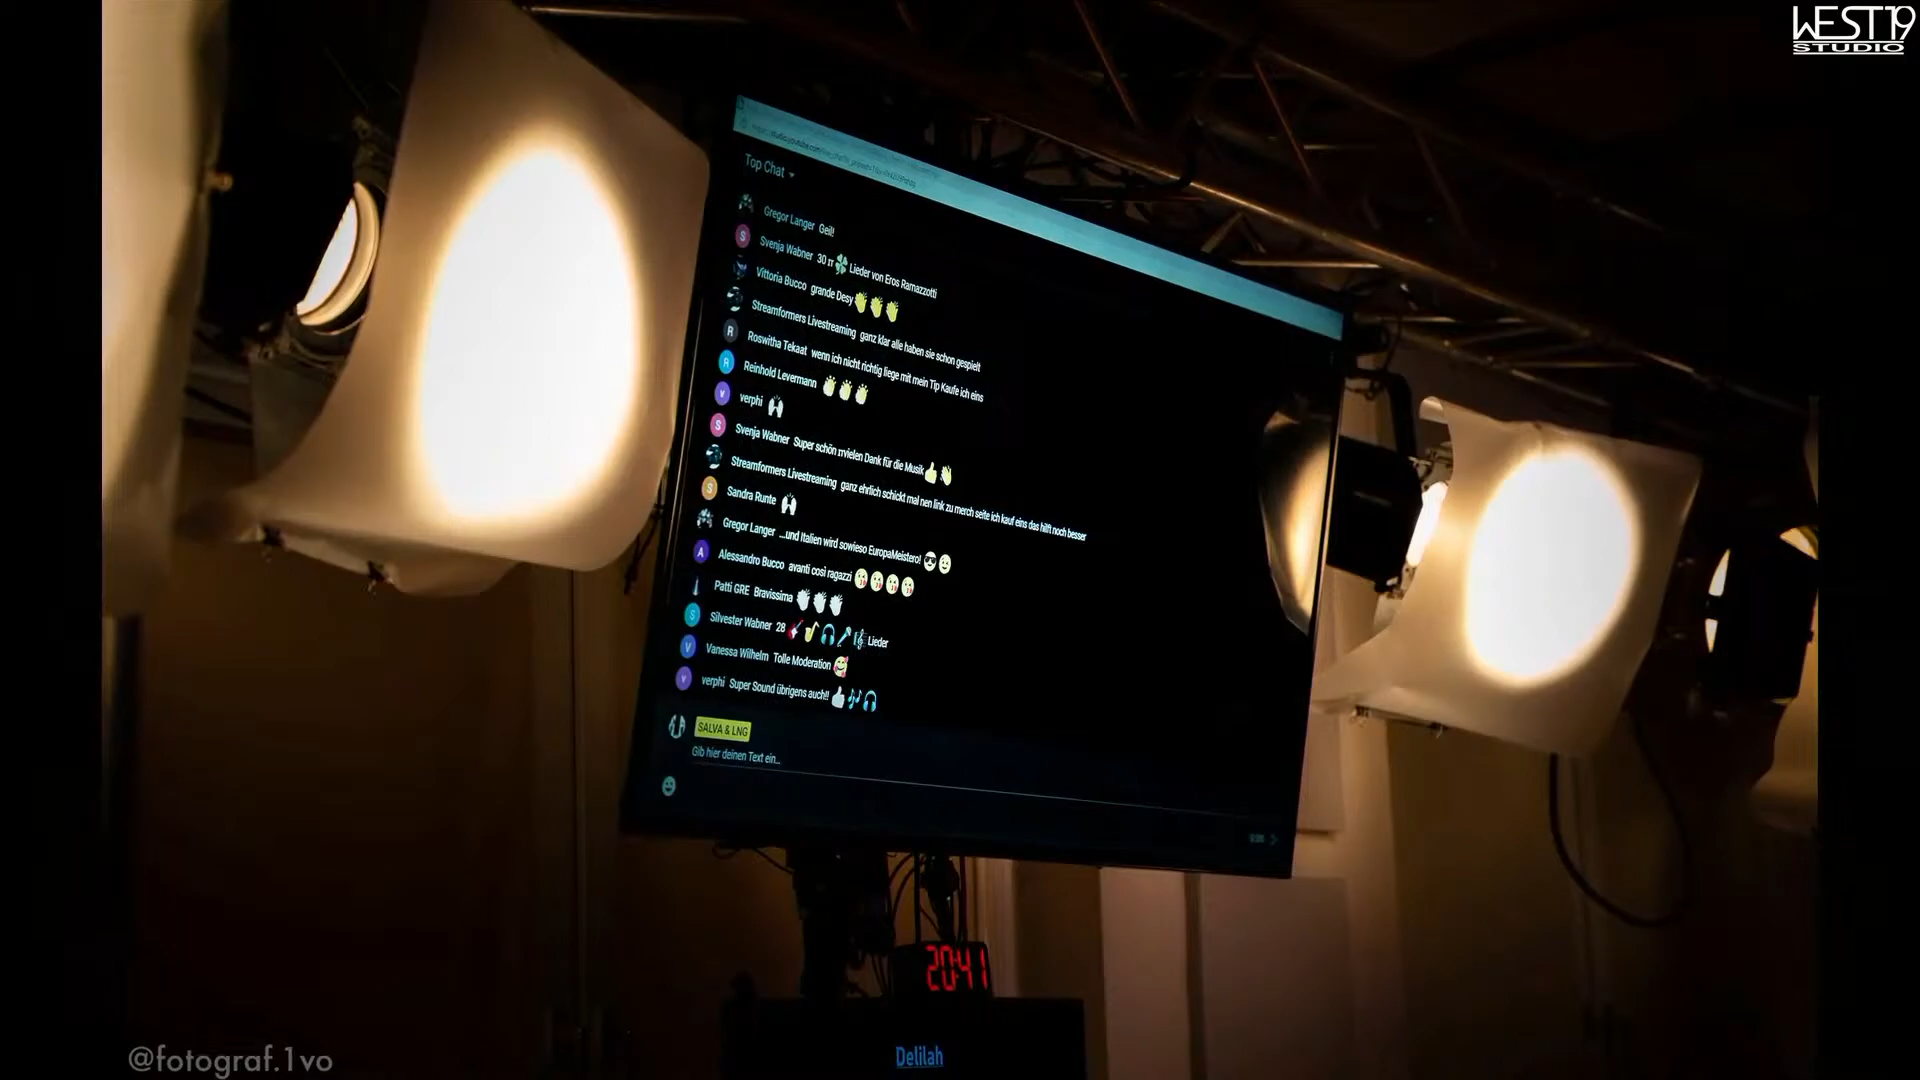 WEST19
STUDIO
Top Chat
Gregor Langer Geil!
Svenja Wabner 30 🍀 Lieder von Eros Ramazzotti
Vittoria Bucco grande Desy 👏👏👏
Streamformers Livestreaming ganz klar alle haben sie schon gespielt
Roswitha Tekaat wenn ich nicht richtig liege mit mein Tip Kaufe ich eins
Reinhold Levermann 👏👏👏
verphi 🙌
Svenja Wabner Super schön vielen Dank für die Musik 👍👏
Streamformers Livestreaming ganz ehrlich schickt mal nen link zu merch seite ich kauf eins das hilft noch besser
Sandra Runte 🙌
Gregor Langer ...und Italien wird sowieso EuropaMeistero! 😎😉
Alessandro Bucco avanti così ragazzi 😘😘😘😘
Patti GRE Bravissima 👏👏👏
Silvester Wabner 28 🎸🎷🎧🎤🎼 Lieder
Vanessa Wilhelm Tolle Moderation 🥰
verphi Super Sound übrigens auch!! 👍🎶🎧
SALVA & LNG
Gib hier deinen Text ein...
20:41
Delilah
@fotograf.1vo